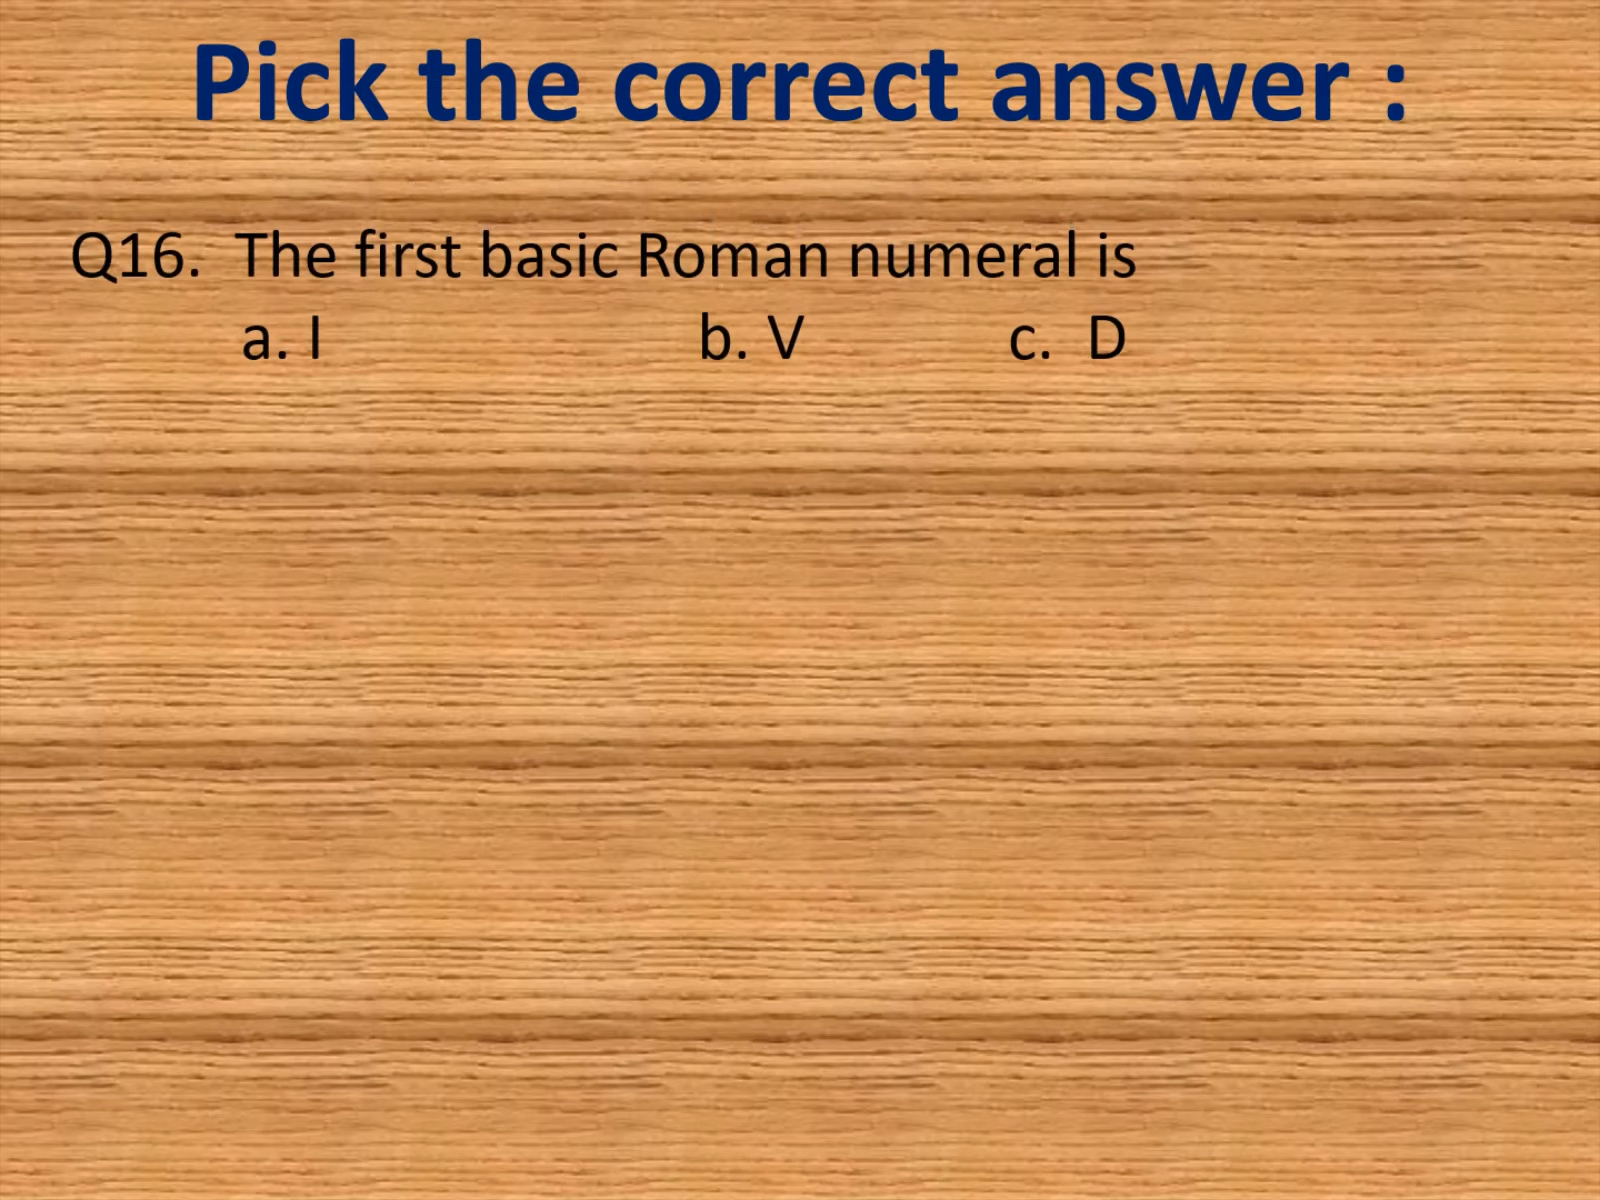 Pick the correct answer :
Q16. The first basic Roman numeral is
a. I b. V c. D